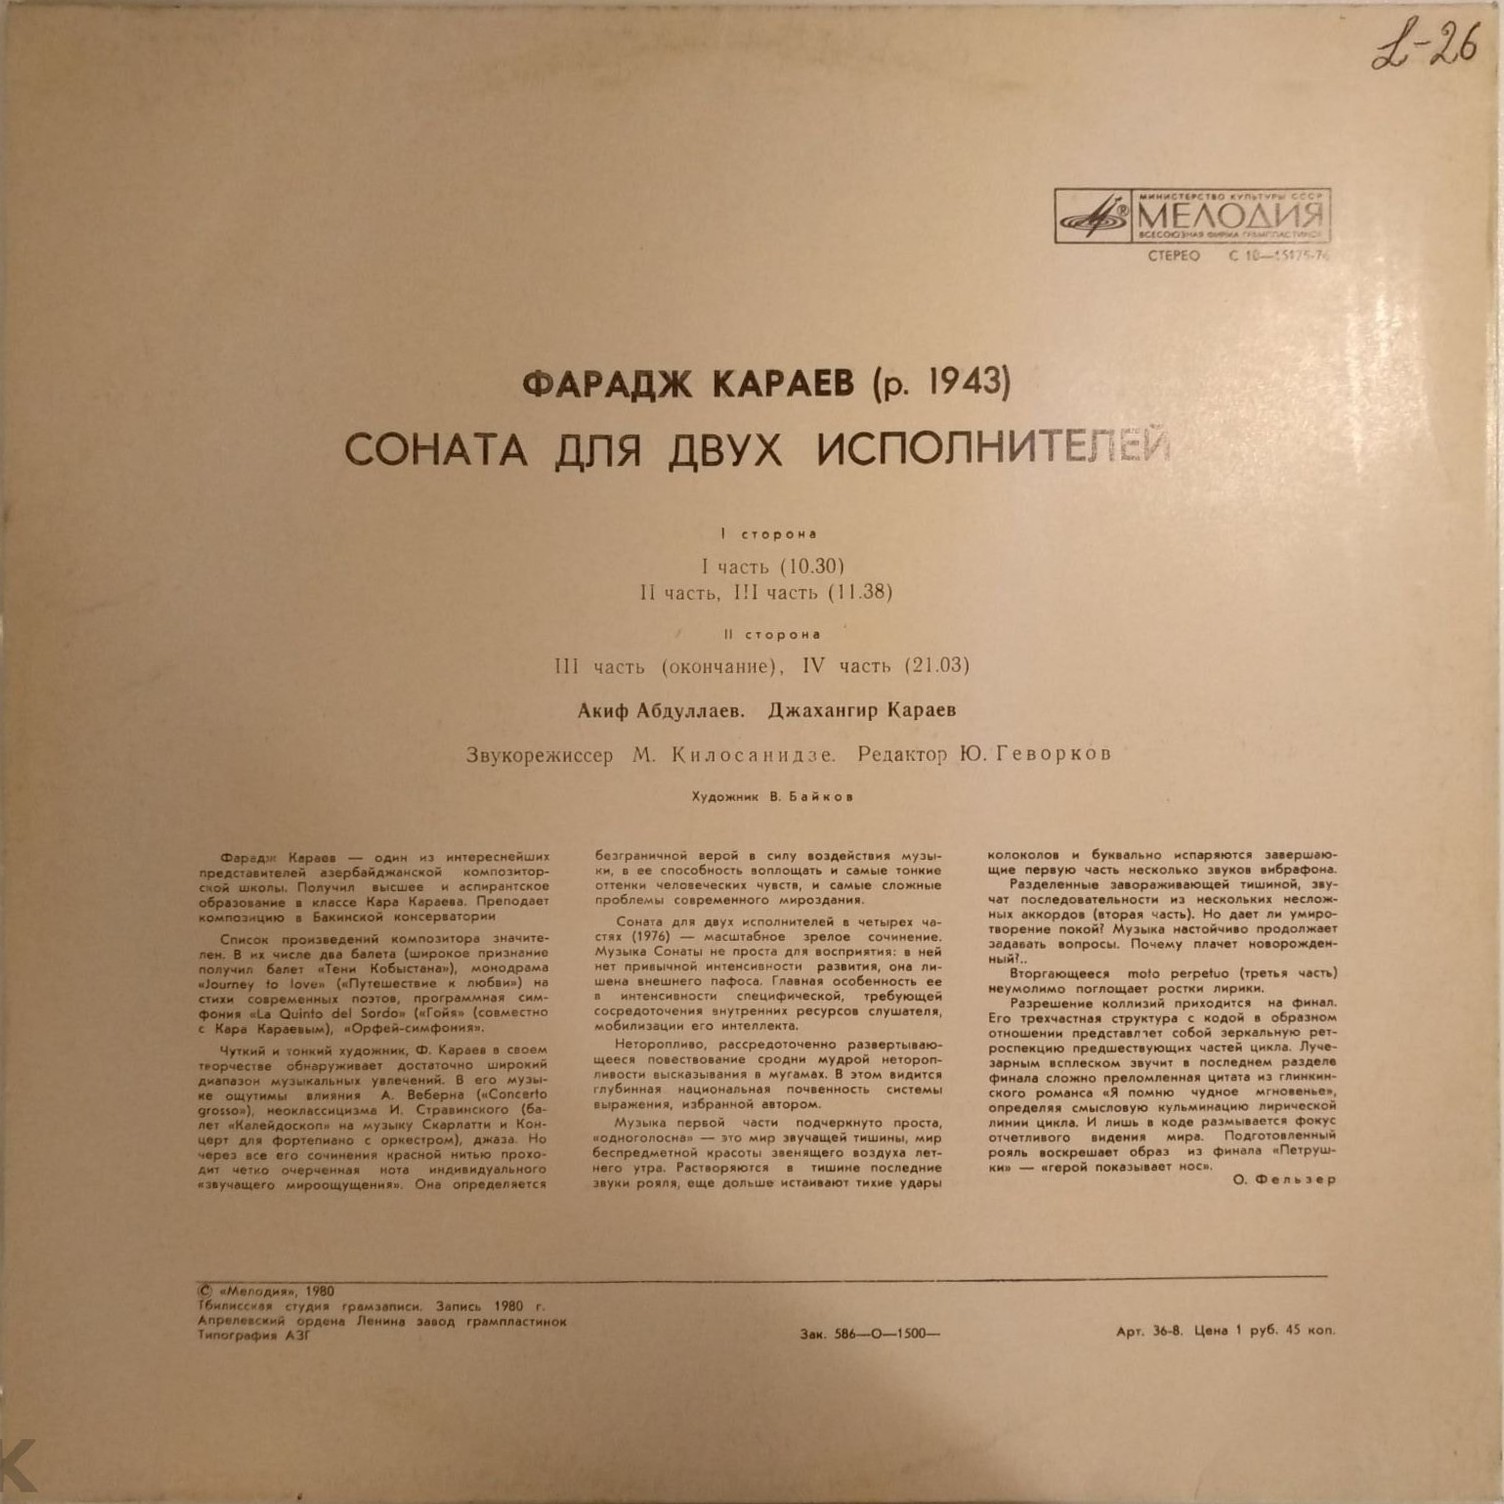 L-26
МИНИСТЕРСТВО КУЛЬТУРЫ СССР
МЕЛОДИЯ
ВСЕСОЮЗНАЯ ФИРМА ГРАМПЛАСТИНОК
СТЕРЕО С 10—15175-76
ФАРАДЖ КАРАЕВ (р. 1943)
СОНАТА ДЛЯ ДВУХ ИСПОЛНИТЕЛЕЙ
I сторона
I часть (10.30)
II часть, III часть (11.38)
II сторона
III часть (окончание), IV часть (21.03)
Акиф Абдуллаев. Джахангир Караев
Звукорежиссер М. Килосанидзе. Редактор Ю. Геворков
Художник В. Байков
Фарадж Караев — один из интереснейших
представителей азербайджанской композитор-
ской школы. Получил высшее и аспирантское
образование в классе Кара Караева. Преподает
композицию в Бакинской консерватории
Список произведений композитора значите-
лен. В их числе два балета (широкое признание
получил балет «Тени Кобыстана»), монодрама
«Journey to love» («Путешествие к любви») на
стихи современных поэтов, программная сим-
фония «La Quinto del Sordo» («Гойя» (совместно
с Кара Караевым), «Орфей-симфония».
Чуткий и тонкий художник, Ф. Караев в своем
творчестве обнаруживает достаточно широкий
диапазон музыкальных увлечений. В его музы-
ке ощутимы влияния А. Веберна («Concerto
grosso»), неоклассицизма И. Стравинского (ба-
лет «Калейдоскоп» на музыку Скарлатти и Кон-
церт для фортепиано с оркестром), джаза. Но
через все его сочинения красной нитью прохо-
дит четко очерченная нота индивидуального
«звучащего мироощущения». Она определяется
безграничной верой в силу воздействия музы-
ки, в ее способность воплощать и самые тонкие
оттенки человеческих чувств, и самые сложные
проблемы современного мироздания.
Соната для двух исполнителей в четырех ча-
стях (1976) — масштабное зрелое сочинение.
Музыка Сонаты не проста для восприятия: в ней
нет привычной интенсивности развития, она ли-
шена внешнего пафоса. Главная особенность ее
в интенсивности специфической, требующей
сосредоточения внутренних ресурсов слушателя,
мобилизации его интеллекта.
Неторопливо, рассредоточенно развертываю-
щееся повествование сродни мудрой неторoп-
ливости высказывания в мугамах. В этом видится
глубинная национальная почвенность системы
выражения, избранной автором.
Музыка первой части подчеркнуто проста,
«одноголосна» — это мир звучащей тишины, мир
беспредметной красоты звенящего воздуха лет-
него утра. Растворяются в тишине последние
звуки рояля, еще дольше истаивают тихие удары
колоколов и буквально испаряются завершаю-
щие первую часть несколько звуков вибрафона.
Разделенные завораживающей тишиной, зву-
чат последовательности из нескольких неслож-
ных аккордов (вторая часть). Но дает ли умиро-
творение покой? Музыка настойчиво продолжает
задавать вопросы. Почему плачет новорожден-
ный?..
Вторгающееся moto perpetuo (третья часть)
неумолимо поглощает ростки лирики.
Разрешение коллизий приходится на финал.
Его трехчастная структура с кодой в образном
отношении представляет собой зеркальную рет-
роспекцию предшествующих частей цикла. Луче-
зарным всплеском звучит в последнем разделе
финала сложно преломленная цитата из глинкин-
ского романса «Я помню чудное мгновенье»,
определяя смысловую кульминацию лирической
линии цикла. И лишь в коде размывается фокус
отчетливого видения мира. Подготовленный
рояль воскрешает образ из финала «Петруш-
ки» — «герой показывает нос».
О. Фельзер
© «Мелодия», 1980
Тбилисская студия грамзаписи. Запись 1980 г.
Апрелевский ордена Ленина завод грампластинок
Типография АЗГ
Зак. 586—О—1500—
Арт. 36-8. Цена 1 руб. 45 коп.
К